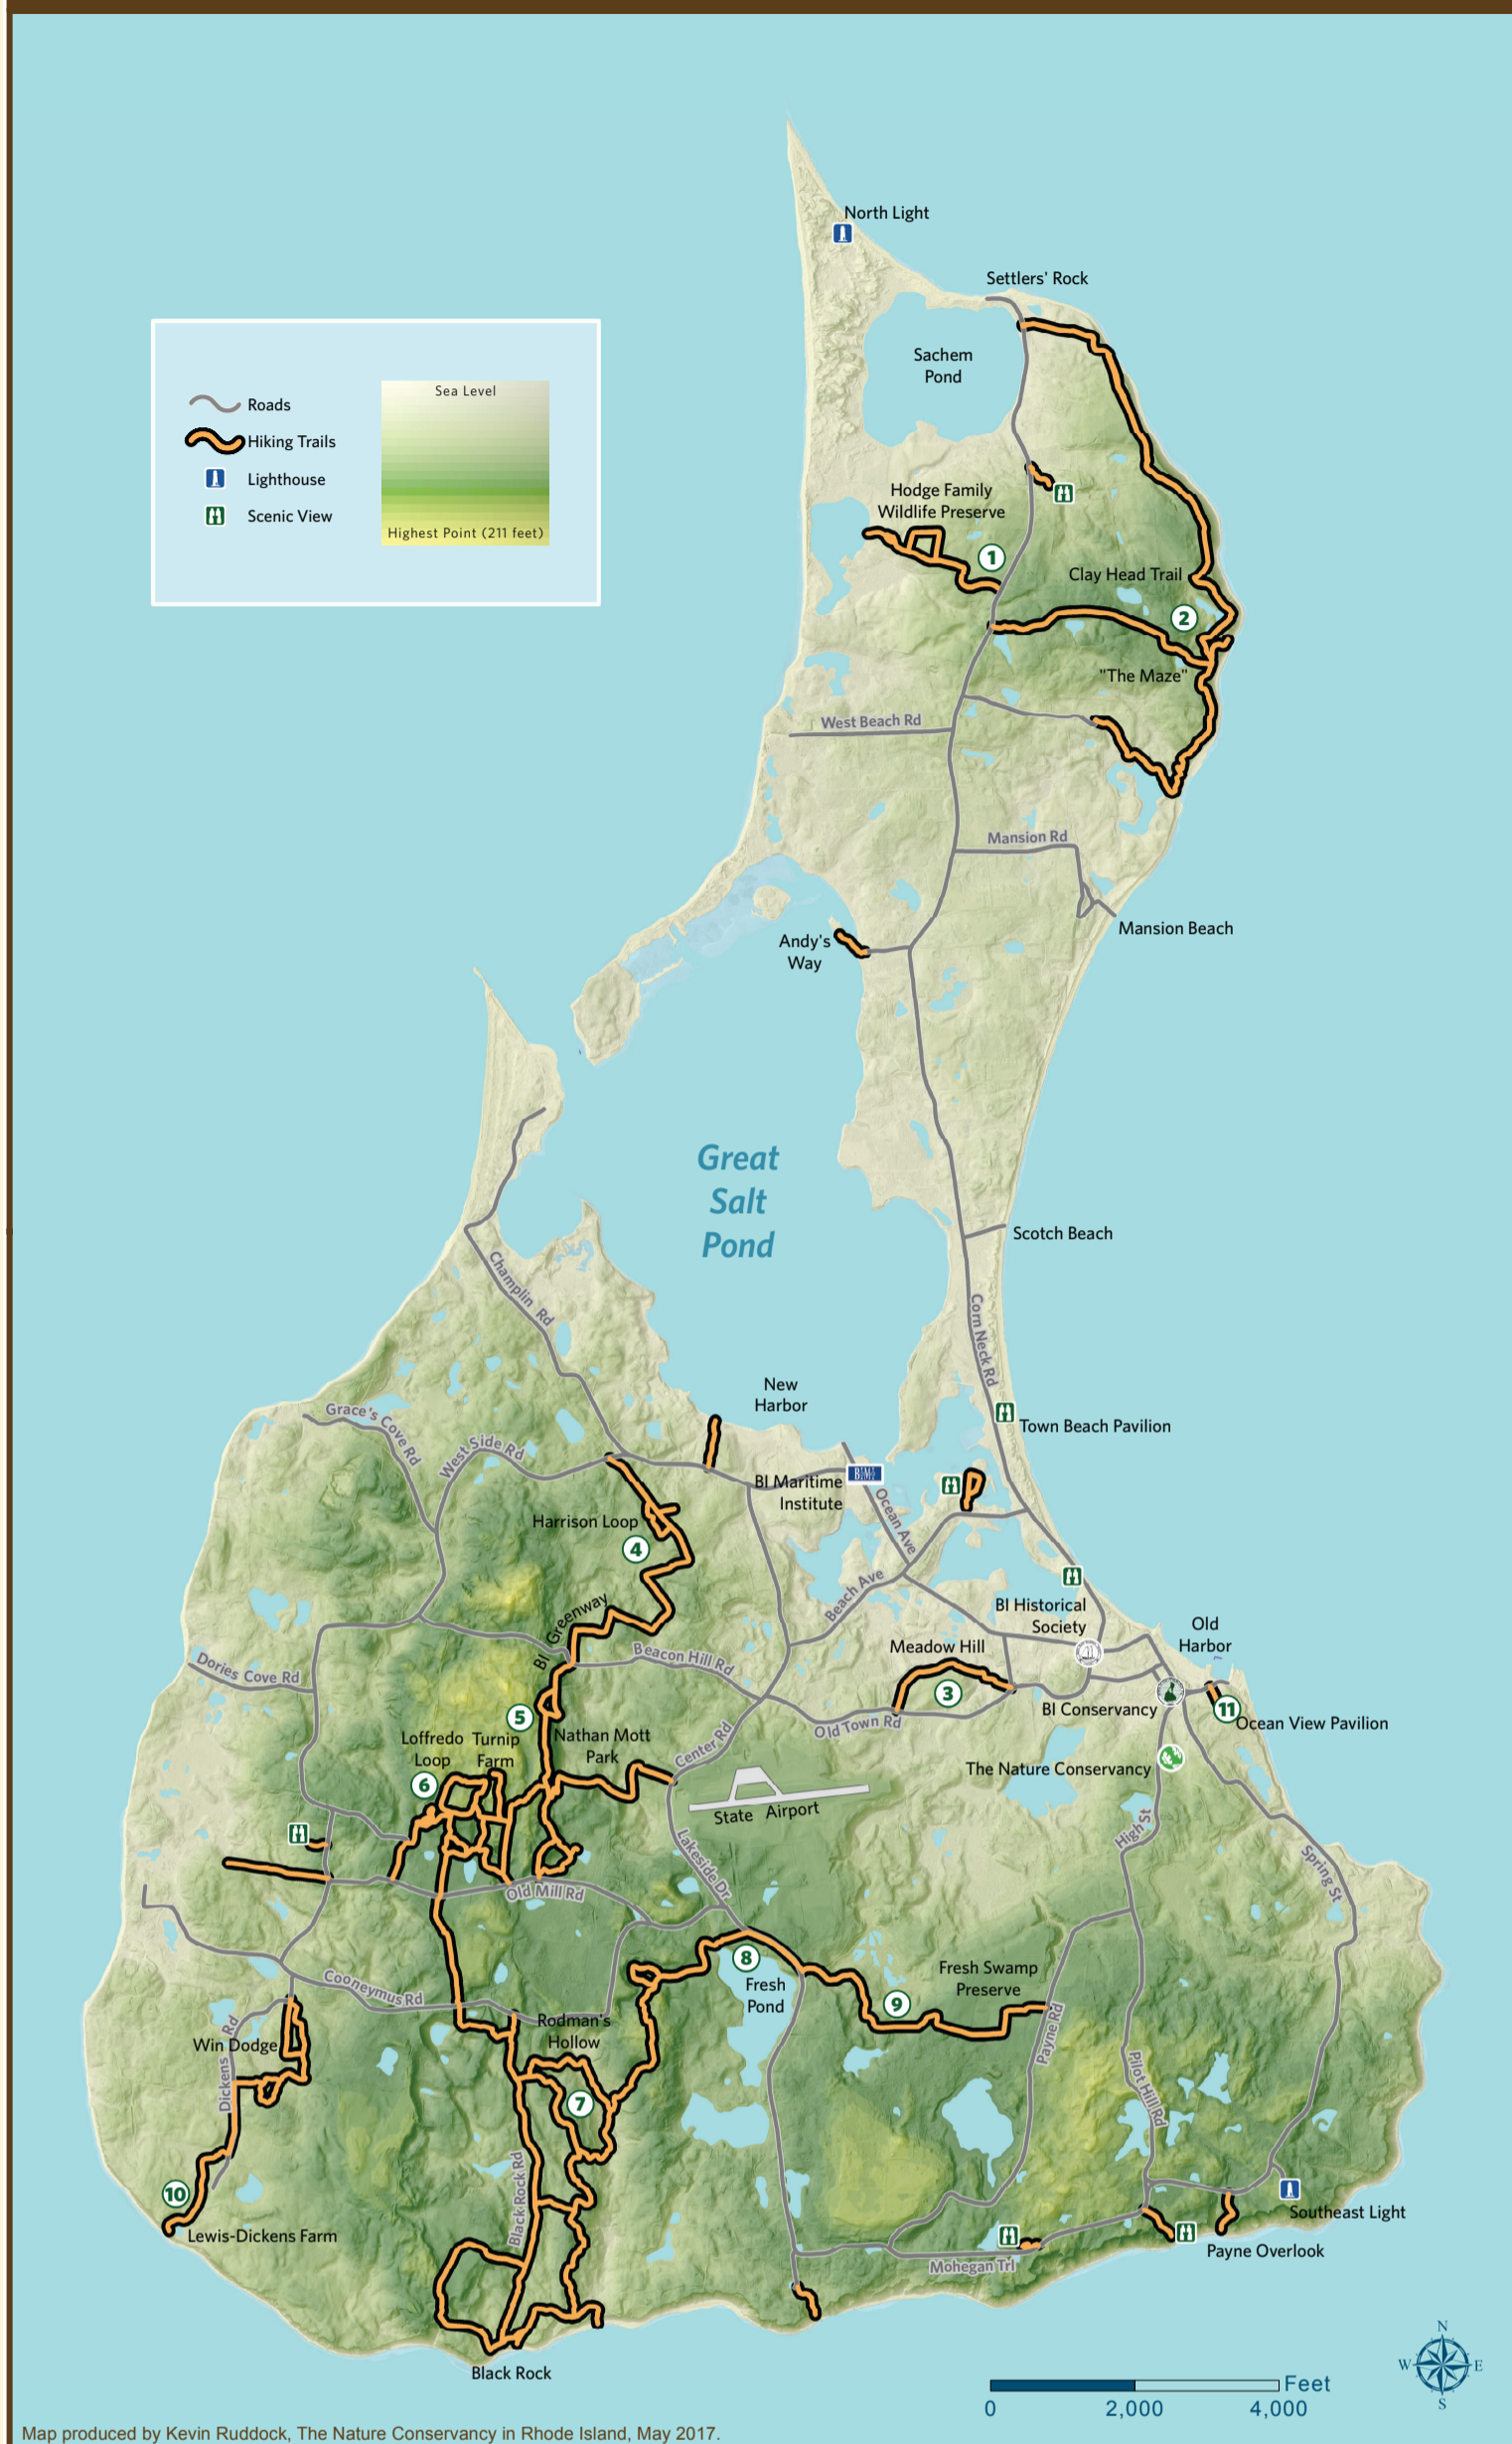 North Light
Settlers' Rock
Sachem
Pond
Sea Level
Roads
Hiking Trails
Lighthouse
Scenic View
Highest Point (211 feet)
Hodge Family
Wildlife Preserve
1
Clay Head Trail
2
"The Maze"
West Beach Rd
Mansion Rd
Mansion Beach
Andy's
Way
Great
Salt
Pond
Scotch Beach
Champlin Rd
Corn Neck Rd
New
Harbor
Town Beach Pavilion
Grace's Cove Rd
West Side Rd
BI Maritime
Institute
Ocean Ave
Harrison Loop
4
Beach Ave
BI Historical
Society
Old
Harbor
BI Greenway
Meadow Hill
Beacon Hill Rd
Dories Cove Rd
3
5
Old Town Rd
BI Conservancy
11
Ocean View Pavilion
Loffredo
Loop
Turnip
Farm
Nathan Mott
Park
Center Rd
The Nature Conservancy
6
State Airport
High St
Lakeside Dr
Spring St
Old Mill Rd
8
Fresh
Pond
Fresh Swamp
Preserve
9
Cooneymus Rd
Rodman's
Hollow
Payne Rd
Win Dodge
Dickens Rd
Pilot Hill Rd
7
Black Rock Rd
10
Lewis-Dickens Farm
Southeast Light
Payne Overlook
Mohegan Trl
Black Rock
N
W
E
S
Feet
0
2,000
4,000
Map produced by Kevin Ruddock, The Nature Conservancy in Rhode Island, May 2017.